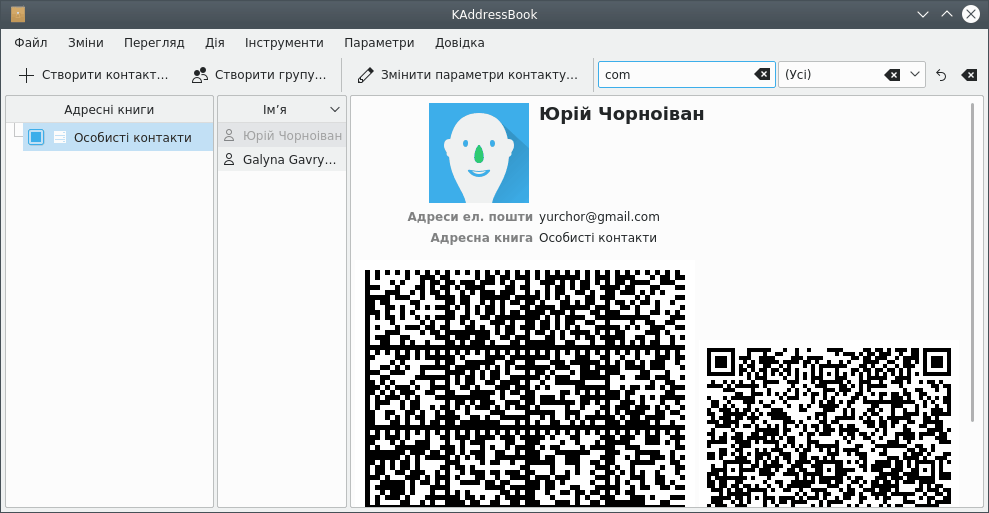 KAddressBook
Файл Зміни Перегляд Дія Інструменти Параметри Довідка
Створити контакт… Створити групу… Змінити параметри контакту… com (Усі)
Адресні книги
Особисті контакти
Ім’я
Юрій Чорноіван
Galyna Gavry…
Юрій Чорноіван
Адреси ел. пошти yurchor@gmail.com
Адресна книга Особисті контакти